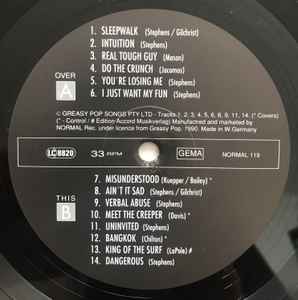 1. SLEEPWALK (Stephens / Gilchrist)
2. INTUITION (Stephens)
3. REAL TOUGH GUY (Mason)
4. DO THE CRUNCH (Jacomas)
5. YOU'RE LOSING ME (Stephens)
6. I JUST WANT MY FUN (Stephens)
OVER
A
© GREASY POP SONGS PTY LTD - Tracks 1, 2, 3, 4, 5, 6, 8, 9, 11, 14. (* Covers)
(* - Control / # Edition Accord Musikverlag) Manufactured and marketed by
NORMAL Rec. under licence from Greasy Pop. 1990. Made in W.Germany
LC 8820
33 RPM
GEMA
NORMAL 119
THIS
B
7. MISUNDERSTOOD (Kuepper / Bailey) *
8. AIN'T IT SAD (Stephens / Gilchrist)
9. VERBAL ABUSE (Stephens)
10. MEET THE CREEPER (Davis) *
11. UNINVITED (Stephens)
12. BANGKOK (Chilton) *
13. KING OF THE SURF (LoPole) #
14. DANGEROUS (Stephens)